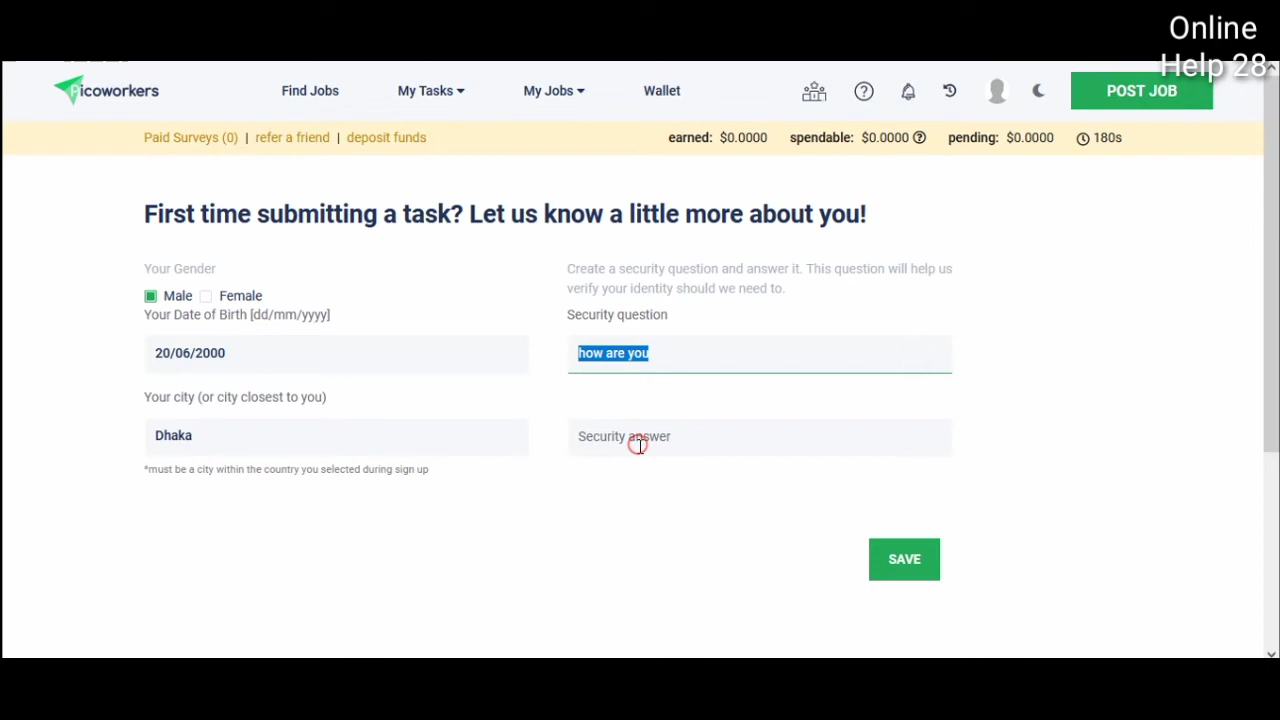 Online
Help 28
Picoworkers
Find Jobs
My Tasks
My Jobs
Wallet
POST JOB
Paid Surveys (0) | refer a friend | deposit funds
earned: $0.0000
spendable: $0.0000
pending: $0.0000
180s
First time submitting a task? Let us know a little more about you!
Your Gender
Male
Female
Your Date of Birth [dd/mm/yyyy]
20/06/2000
Your city (or city closest to you)
Dhaka
*must be a city within the country you selected during sign up
Create a security question and answer it. This question will help us
verify your identity should we need to.
Security question
how are you
Security answer
SAVE